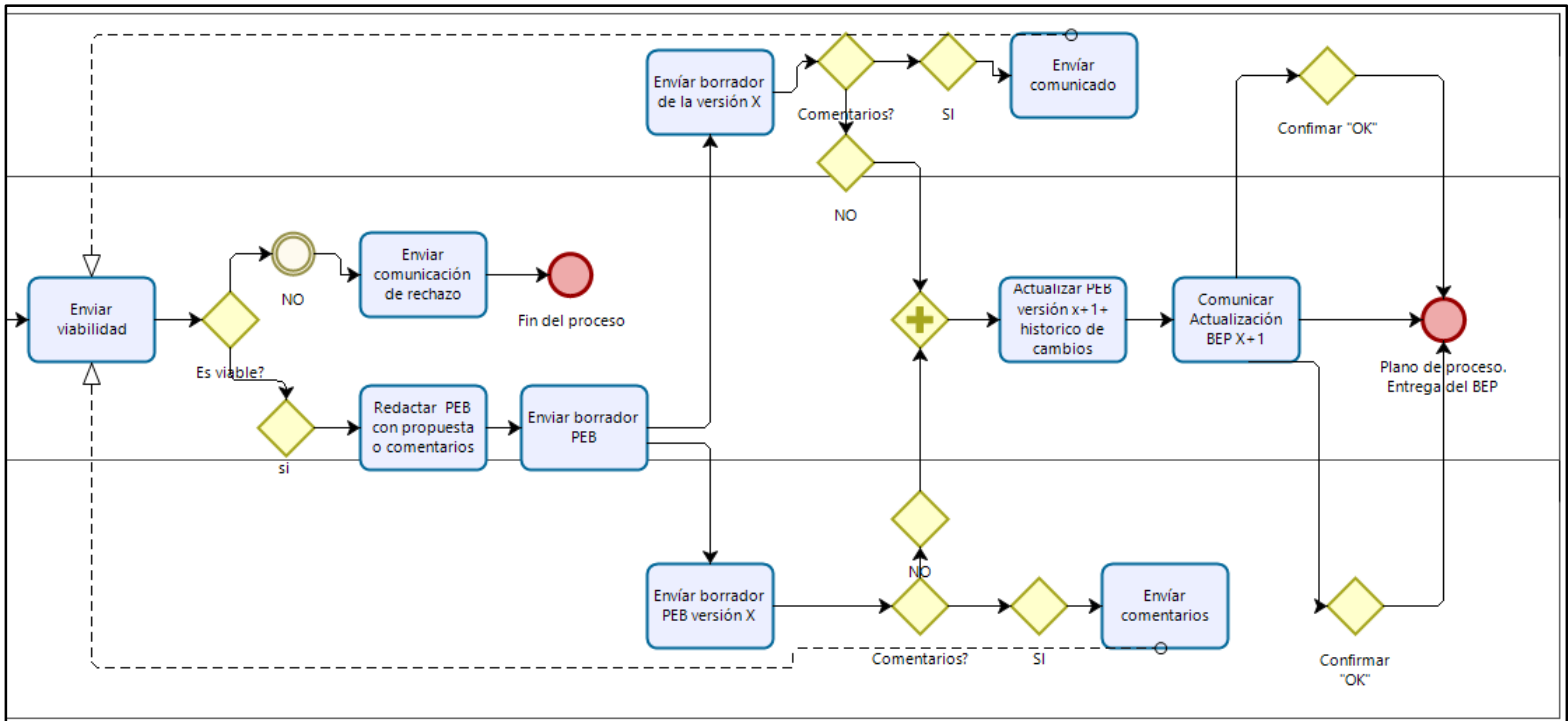 Envíar borrador
de la versión X
Comentarios?
SI
Envíar
comunicado
Confimar "OK"
NO
Enviar
viabilidad
Es viable?
NO
Enviar
comunicación
de rechazo
Fin del proceso
si
Redactar PEB
con propuesta
o comentarios
Enviar borrador
PEB
Actualizar PEB
versión x+1+
historico de
cambios
Comunicar
Actualización
BEP X+1
Plano de proceso.
Entrega del BEP
Envíar borrador
PEB versión X
NO
Comentarios?
SI
Envíar
comentarios
Confirmar
"OK"